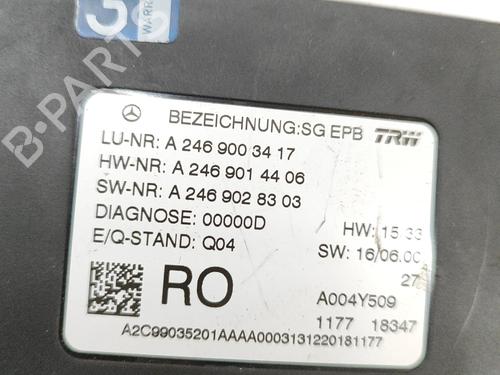 3
WARR
B-PARTS
BEZEICHNUNG:SG EPB TRW
LU-NR: A 246 900 34 17
HW-NR: A 246 901 44 06
SW-NR: A 246 902 83 03
DIAGNOSE: 00000D HW: 15.33
E/Q-STAND: Q04 SW: 16/06.00
27
RO A004Y509
1177 18347
A2C99035201AAAA0003131220181177